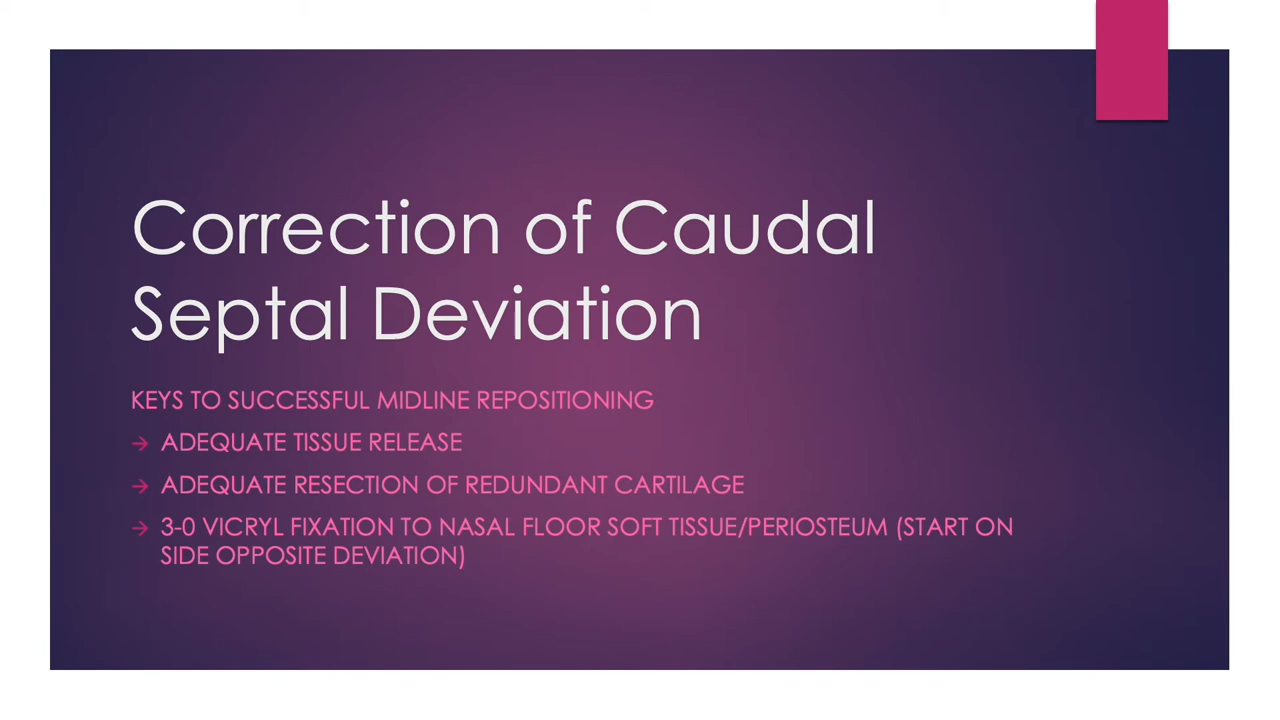 Correction of Caudal
Septal Deviation
KEYS TO SUCCESSFUL MIDLINE REPOSITIONING
→ ADEQUATE TISSUE RELEASE
→ ADEQUATE RESECTION OF REDUNDANT CARTILAGE
→ 3-0 VICRYL FIXATION TO NASAL FLOOR SOFT TISSUE/PERIOSTEUM (START ON
SIDE OPPOSITE DEVIATION)